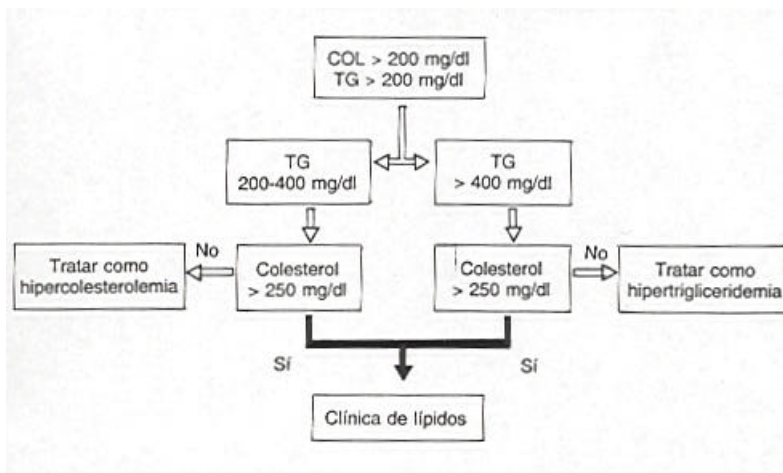 COL > 200 mg/dl
TG > 200 mg/dl
TG
200-400 mg/dl
TG
> 400 mg/dl
No
Tratar como
hipercolesterolemia
Colesterol
> 250 mg/dl
Colesterol
> 250 mg/dl
No
Tratar como
hipertrigliceridemia
Sí
Sí
Clínica de lípidos